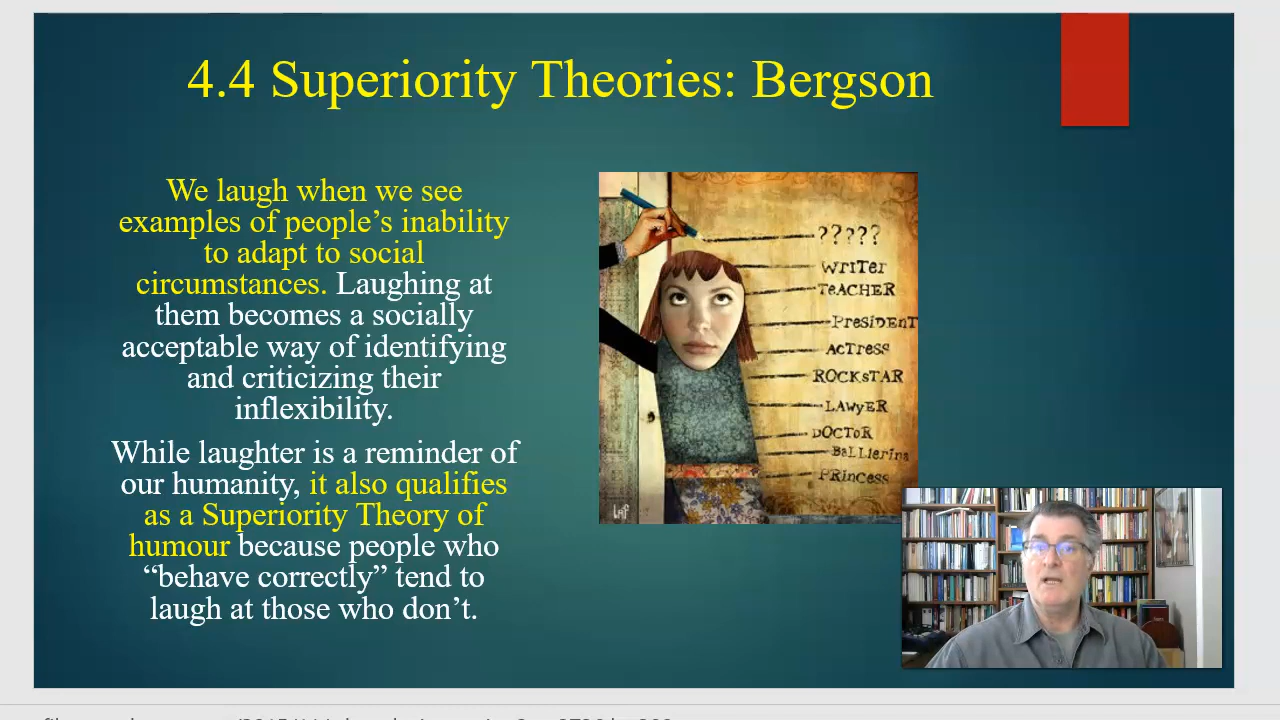 4.4 Superiority Theories: Bergson
We laugh when we see
examples of people’s inability
to adapt to social
circumstances. Laughing at
them becomes a socially
acceptable way of identifying
and criticizing their
inflexibility.
While laughter is a reminder of
our humanity, it also qualifies
as a Superiority Theory of
humour because people who
“behave correctly” tend to
laugh at those who don’t.
?????
WRITER
TeACHER
PRESIDENT
ACTRESS
ROCKSTAR
LAWYER
DOCTOR
BaLLIerina
PRINCESS